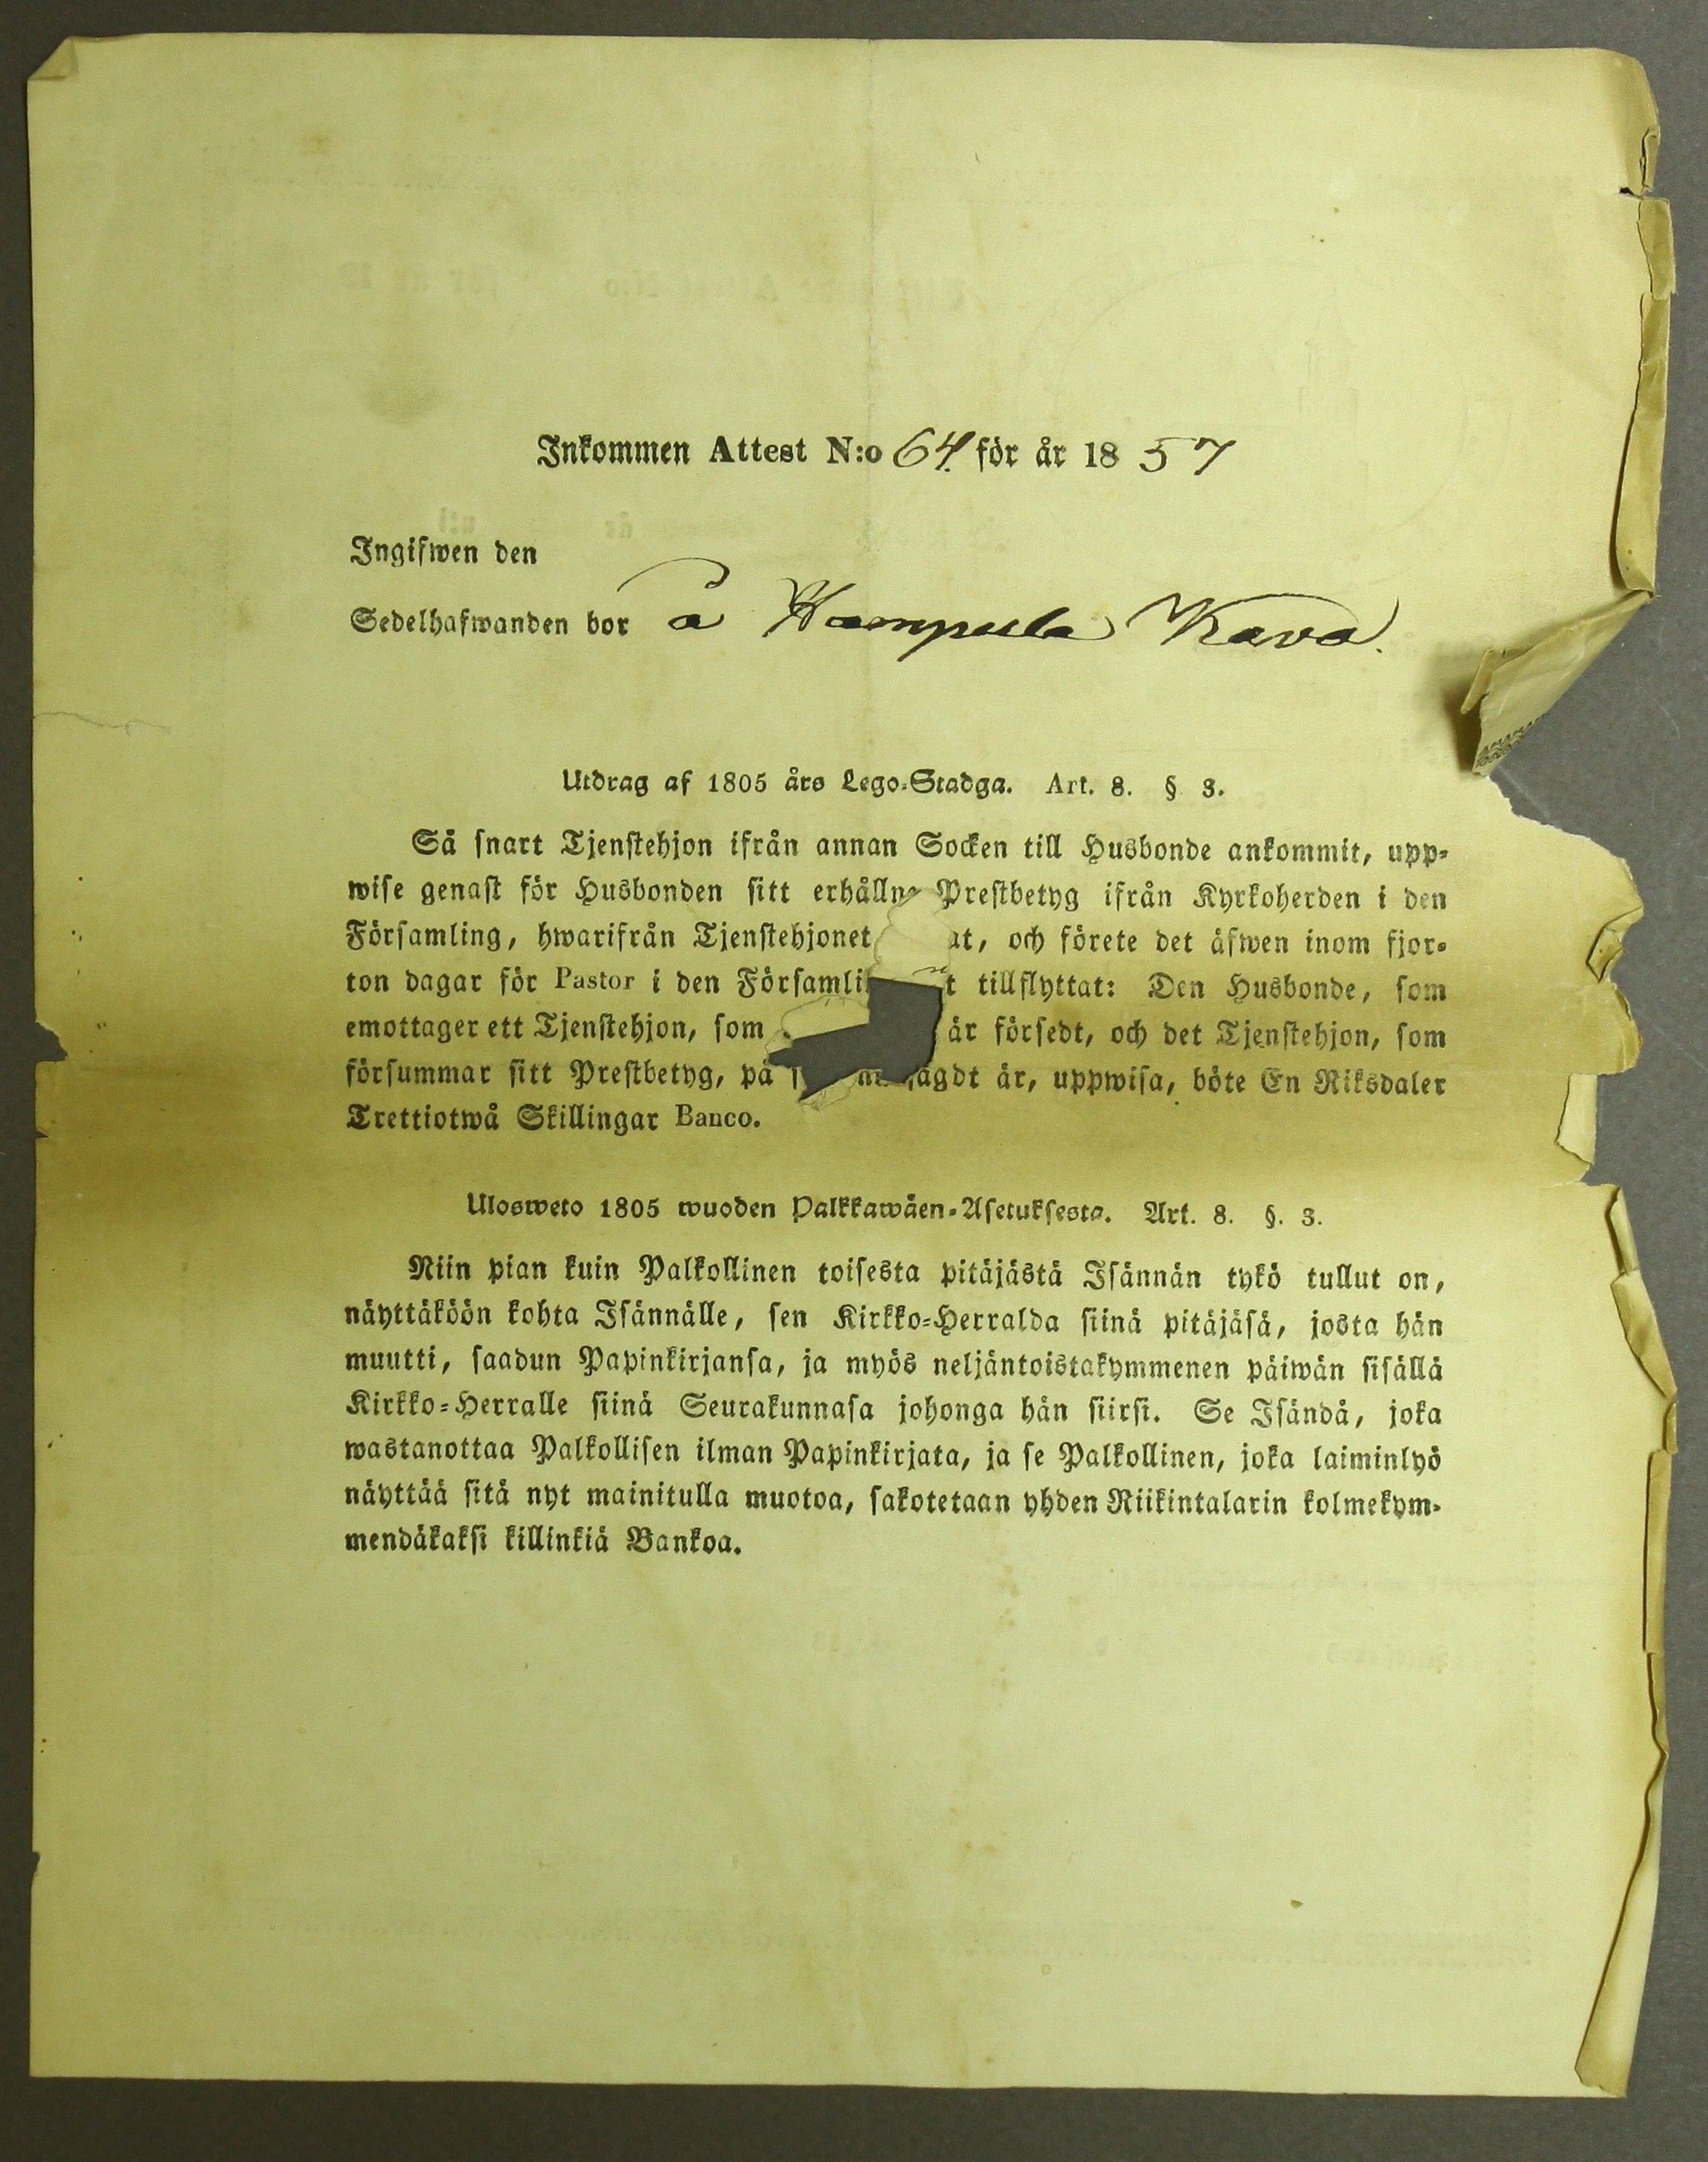 Inkommen Attest N:o 64. för år 1857
Ingifwen den
Sedelhafwanden bor å Kampula Kava.
Utdrag af 1805 års Lego-Stadga. Art. 8. § 3.
Så snart Tjenstehjon ifrån annan Socken till Husbonde ankommit, upp-
wise genast för Husbonden sitt erhållne Prestbetyg ifrån Kyrkoherden i den
Församling, hwarifrån Tjenstehjonet at, och förete det äfwen inom fjor-
ton dagar för Pastor i den Församli t tillflyttat: Den Husbonde, som
emottager ett Tjenstehjon, som är försedt, och det Tjenstehjon, som
försummar sitt Prestbetyg, på s sagdt är, uppwisa, böte En Riksdaler
Trettiotwå Skillingar Banco.
Ulosweto 1805 wuoden Palkkawäen-Asetuksesta. Art. 8. §. 3.
Niin pian kuin Palkollinen toisesta pitäjästä Isännän tykö tullut on,
näyttäköön kohta Isännälle, sen Kirkko-Herralda siinä pitäjäsä, josta hän
muutti, saadun Papinkirjansa, ja myös neljäntoistakymmenen päiwän sisällä
Kirkko-Herralle siinä Seurakunnasa johonga hän siirsi. Se Isändä, joka
wastanottaa Palkollisen ilman Papinkirjata, ja se Palkollinen, joka laiminlyö
näyttää sitä nyt mainitulla muotoa, sakotetaan yhden Riikintalarin kolmekym-
mendäkaksi killinkiä Bankoa.